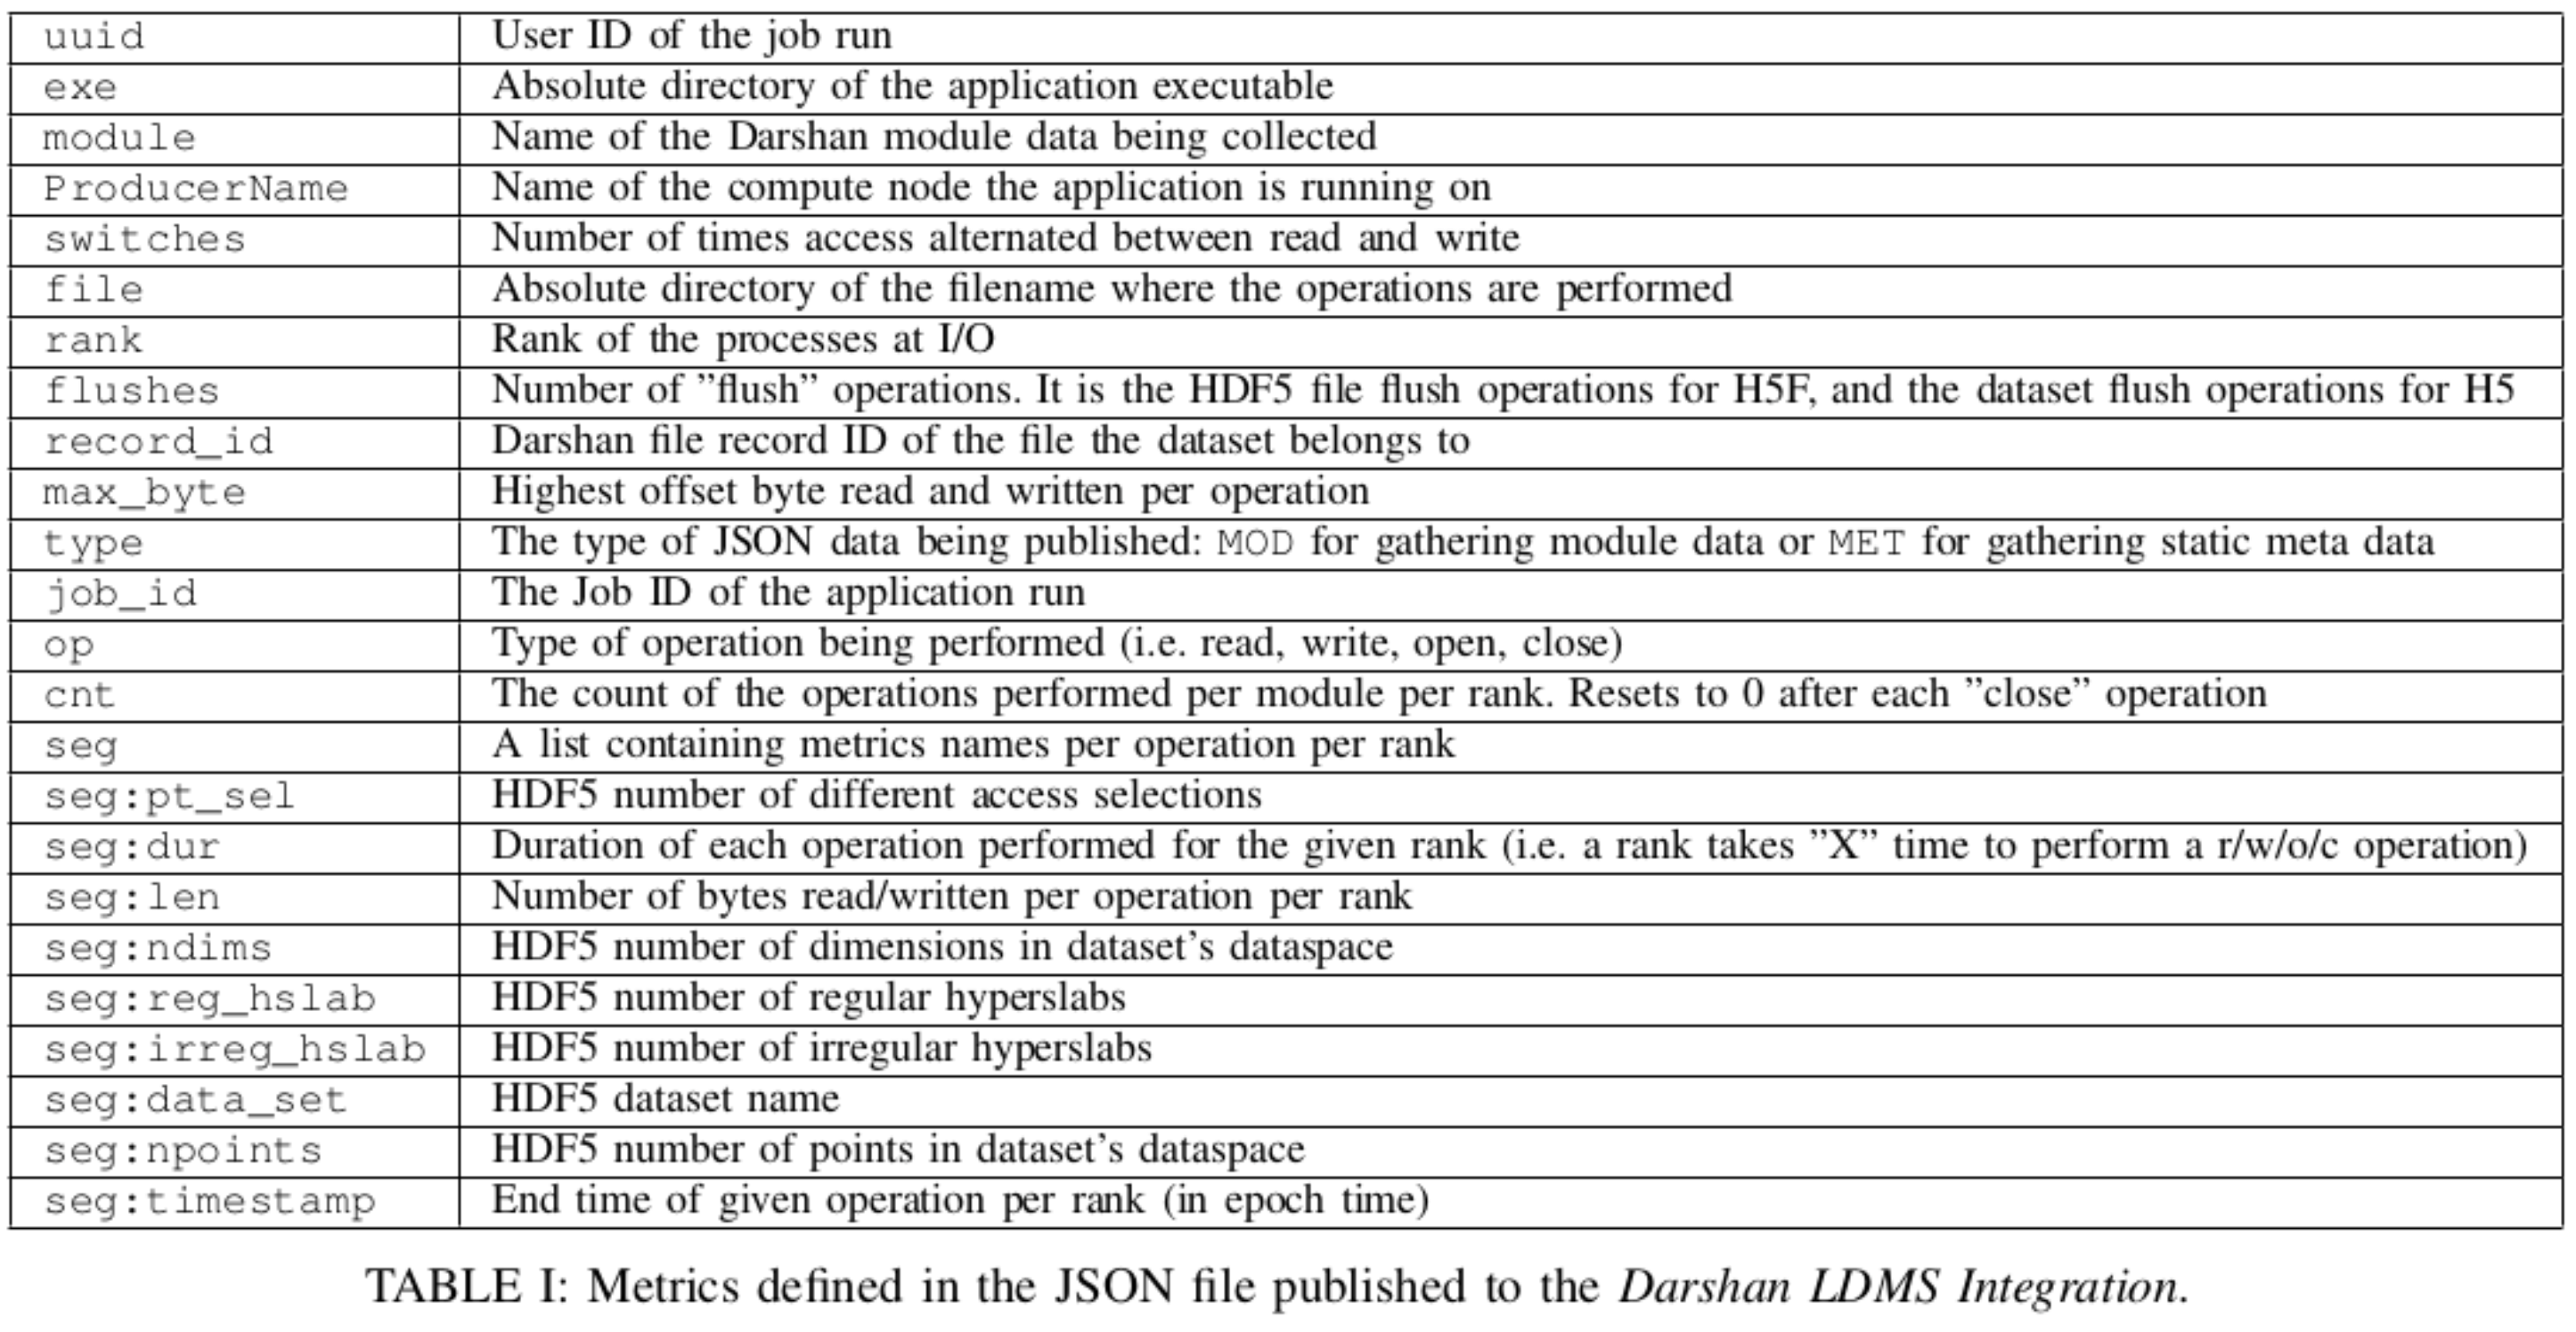 uuid User ID of the job run
exe Absolute directory of the application executable
module Name of the Darshan module data being collected
ProducerName Name of the compute node the application is running on
switches Number of times access alternated between read and write
file Absolute directory of the filename where the operations are performed
rank Rank of the processes at I/O
flushes Number of ”flush” operations. It is the HDF5 file flush operations for H5F, and the dataset flush operations for H5
record_id Darshan file record ID of the file the dataset belongs to
max_byte Highest offset byte read and written per operation
type The type of JSON data being published: MOD for gathering module data or MET for gathering static meta data
job_id The Job ID of the application run
op Type of operation being performed (i.e. read, write, open, close)
cnt The count of the operations performed per module per rank. Resets to 0 after each ”close” operation
seg A list containing metrics names per operation per rank
seg:pt_sel HDF5 number of different access selections
seg:dur Duration of each operation performed for the given rank (i.e. a rank takes ”X” time to perform a r/w/o/c operation)
seg:len Number of bytes read/written per operation per rank
seg:ndims HDF5 number of dimensions in dataset’s dataspace
seg:reg_hslab HDF5 number of regular hyperslabs
seg:irreg_hslab HDF5 number of irregular hyperslabs
seg:data_set HDF5 dataset name
seg:npoints HDF5 number of points in dataset’s dataspace
seg:timestamp End time of given operation per rank (in epoch time)
TABLE I: Metrics defined in the JSON file published to the Darshan LDMS Integration.